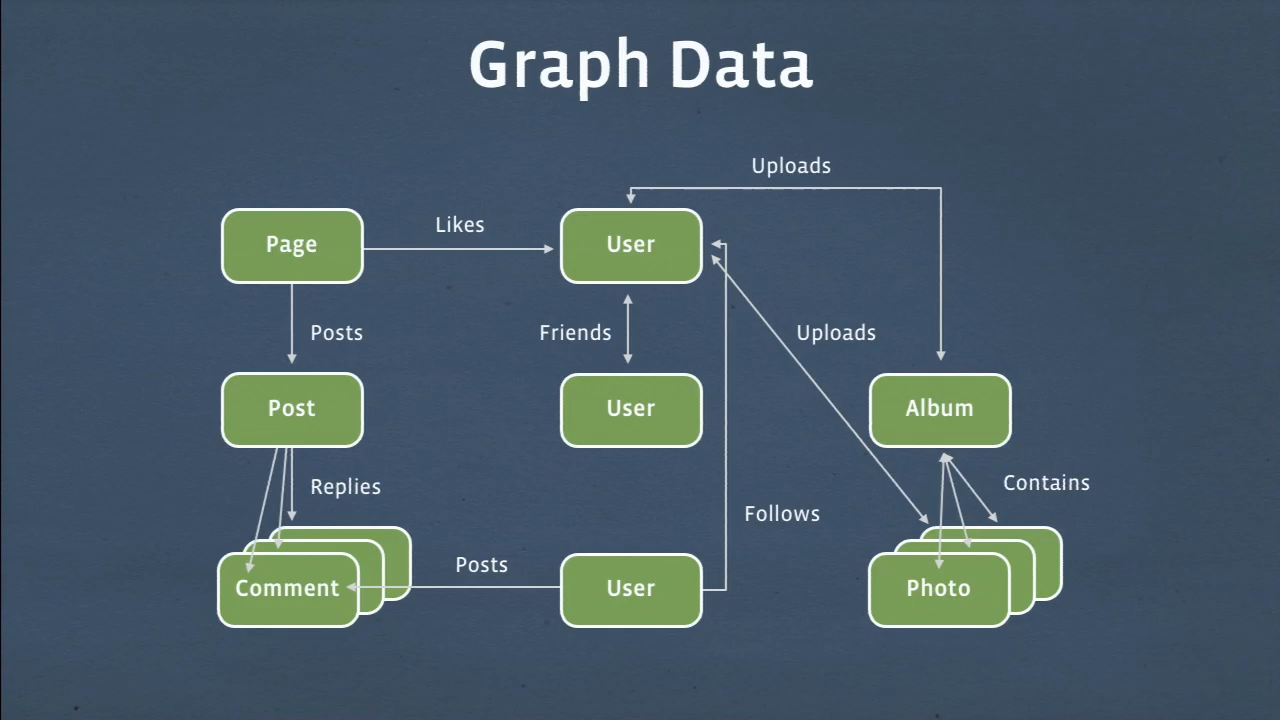 Graph Data
Uploads
Likes
Page
User
Posts
Friends
Uploads
Post
User
Album
Replies
Contains
Follows
Posts
Comment
User
Photo